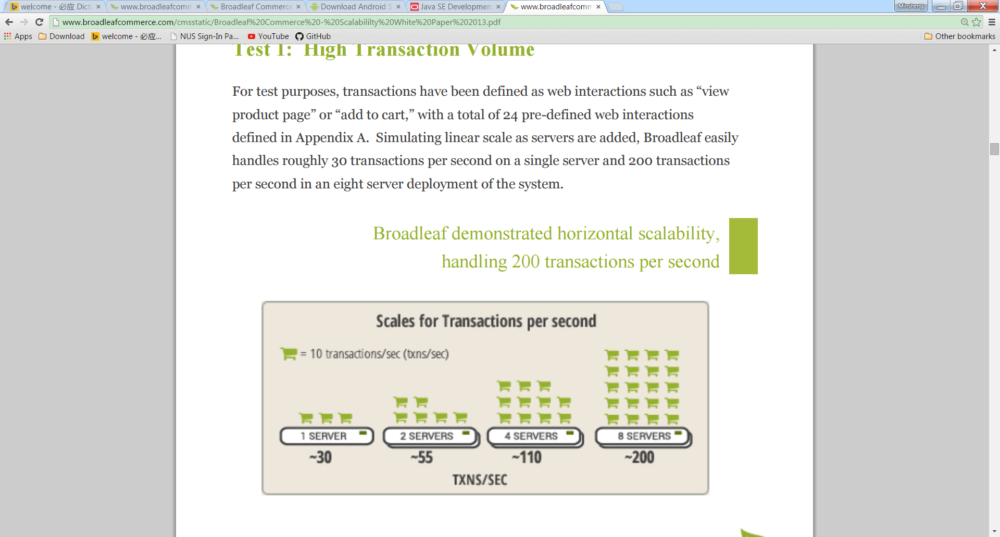 welcome - 必应 Dicti
www.broadleafcomm
Broadleaf Commerce
Download Android S
Java SE Developmen
www.broadleafcomm
Minsheng
www.broadleafcommerce.com/cmsstatic/Broadleaf%20Commerce%20-%20Scalabililty%20White%20Paper%202013.pdf
Apps
Download
welcome - 必应...
NUS Sign-In Pa...
YouTube
GitHub
Other bookmarks
Test 1: High Transaction Volume
For test purposes, transactions have been defined as web interactions such as “view
product page” or “add to cart,” with a total of 24 pre-defined web interactions
defined in Appendix A. Simulating linear scale as servers are added, Broadleaf easily
handles roughly 30 transactions per second on a single server and 200 transactions
per second in an eight server deployment of the system.
Broadleaf demonstrated horizontal scalability,
handling 200 transactions per second
Scales for Transactions per second
= 10 transactions/sec (txns/sec)
1 SERVER
2 SERVERS
4 SERVERS
8 SERVERS
~30
~55
~110
~200
TXNS/SEC